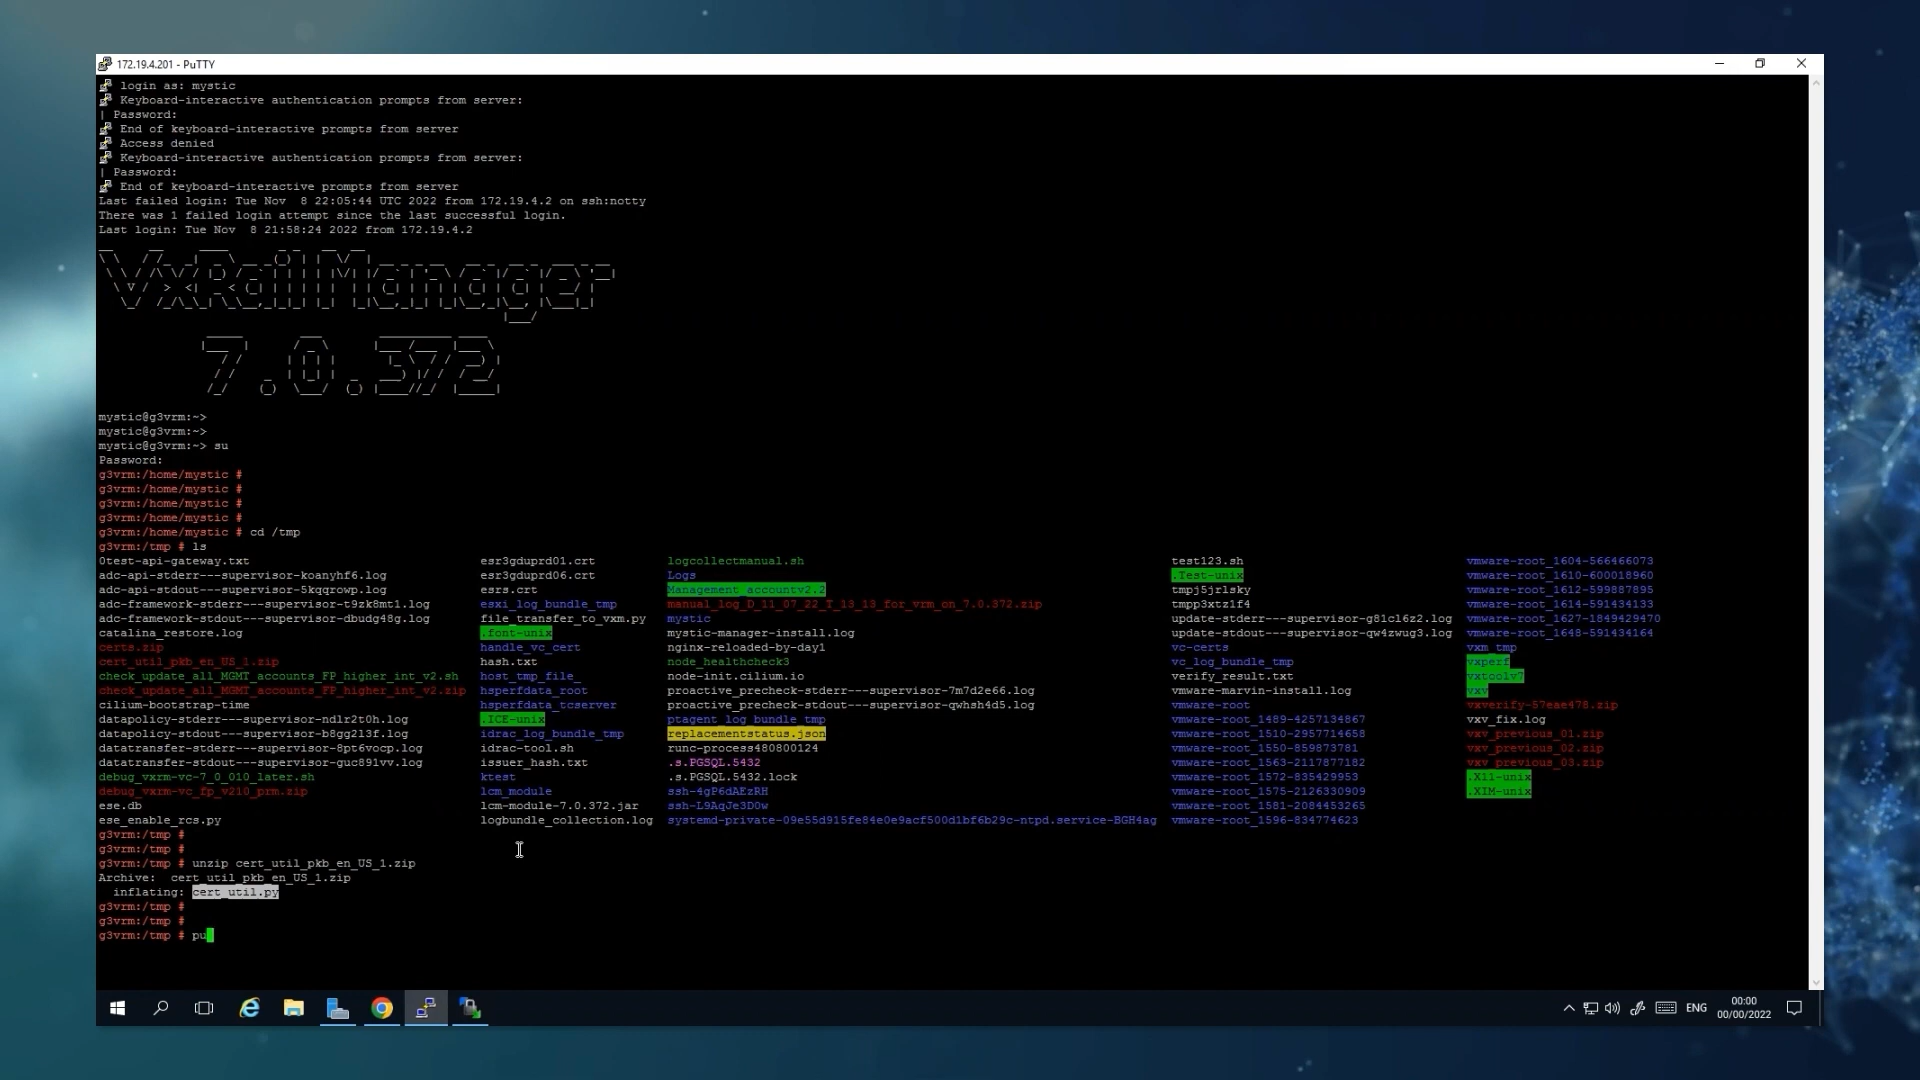 172.19.4.201 - PuTTY
login as: mystic
Keyboard-interactive authentication prompts from server:
| Password:
End of keyboard-interactive prompts from server
Access denied
Keyboard-interactive authentication prompts from server:
| Password:
End of keyboard-interactive prompts from server
Last failed login: Tue Nov  8 22:05:44 UTC 2022 from 172.19.4.2 on ssh:notty
There was 1 failed login attempt since the last successful login.
Last login: Tue Nov  8 21:58:24 2022 from 172.19.4.2
VxRailManager
7.0.372
mystic@g3vrm:~>
mystic@g3vrm:~>
mystic@g3vrm:~> su
Password:
g3vrm:/home/mystic #
g3vrm:/home/mystic #
g3vrm:/home/mystic #
g3vrm:/home/mystic #
g3vrm:/home/mystic # cd /tmp
g3vrm:/tmp # ls
0test-api-gateway.txt esr3gduprd01.crt logcollectmanual.sh test123.sh vmware-root_1604-566466073
adc-api-stderr---supervisor-koanyhf6.log esr3gduprd06.crt Logs .Test-unix vmware-root_1610-600018960
adc-api-stdout---supervisor-5kqqrowp.log esrs.crt Management_accountv2.2 tmpj5jrlsky vmware-root_1612-599887895
adc-framework-stderr---supervisor-t9zk8mt1.log esxi_log_bundle_tmp manual_log_D_11_07_22_T_13_13_for_vrm_on_7.0.372.zip tmpp3xtzlf4 vmware-root_1614-591434133
adc-framework-stdout---supervisor-dbudg48g.log file_transfer_to_vxm.py mystic update-stderr---supervisor-g81cl6z2.log vmware-root_1627-1849429470
catalina_restore.log .font-unix mystic-manager-install.log update-stdout---supervisor-qw4zwug3.log vmware-root_1648-591434164
certs.zip handle_vc_cert nginx-reloaded-by-day1 vc-certs vxm_tmp
cert_util_pkb_en_US_1.zip hash.txt node_healthcheck3 vc_log_bundle_tmp vxperf
check_update_all_MGMT_accounts_FP_higher_int_v2.sh host_tmp_file_ node-init.cilium.io verify_result.txt vxtoolv7
check_update_all_MGMT_accounts_FP_higher_int_v2.zip hsperfdata_root proactive_precheck-stderr---supervisor-7m7d2e66.log vmware-marvin-install.log vxv
cilium-bootstrap-time hsperfdata_tcserver proactive_precheck-stdout---supervisor-qwhsh4d5.log vmware-root vxverify-57eae478.zip
datapolicy-stderr---supervisor-ndlr2t0h.log .ICE-unix ptagent_log_bundle_tmp vmware-root_1489-4257134867 vxv_fix.log
datapolicy-stdout---supervisor-b8gg2l3f.log idrac_log_bundle_tmp replacementstatus.json vmware-root_1510-2957714658 vxv_previous_01.zip
datatransfer-stderr---supervisor-8pt6vocp.log idrac-tool.sh runc-process480800124 vmware-root_1550-859873781 vxv_previous_02.zip
datatransfer-stdout---supervisor-guc891vv.log issuer_hash.txt .s.PGSQL.5432 vmware-root_1563-2117877182 vxv_previous_03.zip
debug_vxrm-vc-7_0_010_later.sh ktest .s.PGSQL.5432.lock vmware-root_1572-835429953 .X11-unix
debug_vxrm-vc_fp_v210_prm.zip lcm_module ssh-4gP6dAEzRH vmware-root_1575-2126330909 .XIM-unix
ese.db lcm-module-7.0.372.jar ssh-L9AqJe3D0w vmware-root_1581-2084453265
ese_enable_rcs.py logbundle_collection.log systemd-private-09e55d915fe84e0e9acf500d1bf6b29c-ntpd.service-BGH4ag vmware-root_1596-834774623
g3vrm:/tmp #
g3vrm:/tmp #
g3vrm:/tmp # unzip cert_util_pkb_en_US_1.zip
Archive:  cert_util_pkb_en_US_1.zip
  inflating: cert_util.py
g3vrm:/tmp #
g3vrm:/tmp #
g3vrm:/tmp # pu
ENG
00:00
00/00/2022